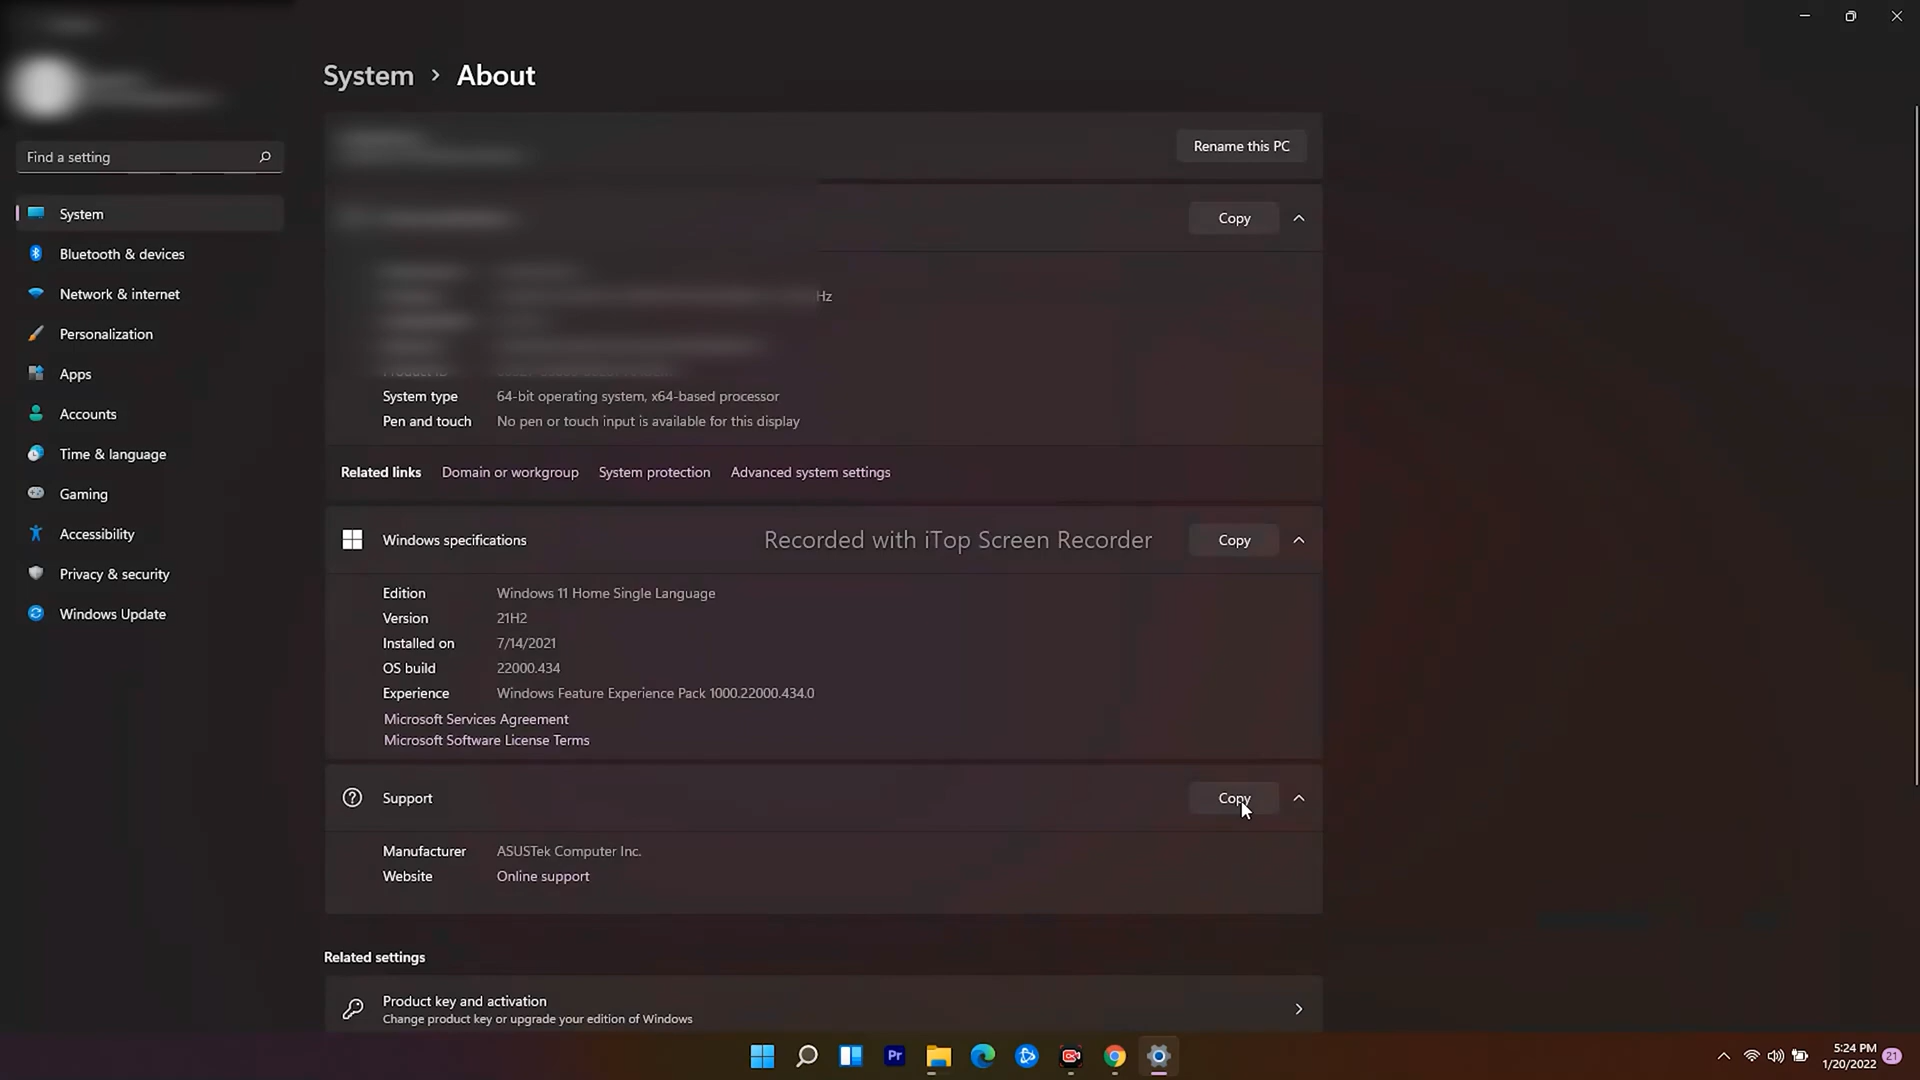 System > About
Rename this PC
Find a setting
System
Bluetooth & devices
Network & internet
Personalization
Apps
Accounts
Time & language
Gaming
Accessibility
Privacy & security
Windows Update
Copy
Hz
System type 64-bit operating system, x64-based processor
Pen and touch No pen or touch input is available for this display
Related links Domain or workgroup System protection Advanced system settings
Windows specifications Recorded with iTop Screen Recorder Copy
Edition Windows 11 Home Single Language
Version 21H2
Installed on 7/14/2021
OS build 22000.434
Experience Windows Feature Experience Pack 1000.22000.434.0
Microsoft Services Agreement
Microsoft Software License Terms
Support Copy
Manufacturer ASUSTek Computer Inc.
Website Online support
Related settings
Product key and activation
Change product key or upgrade your edition of Windows
Pr
5:24 PM
1/20/2022
21